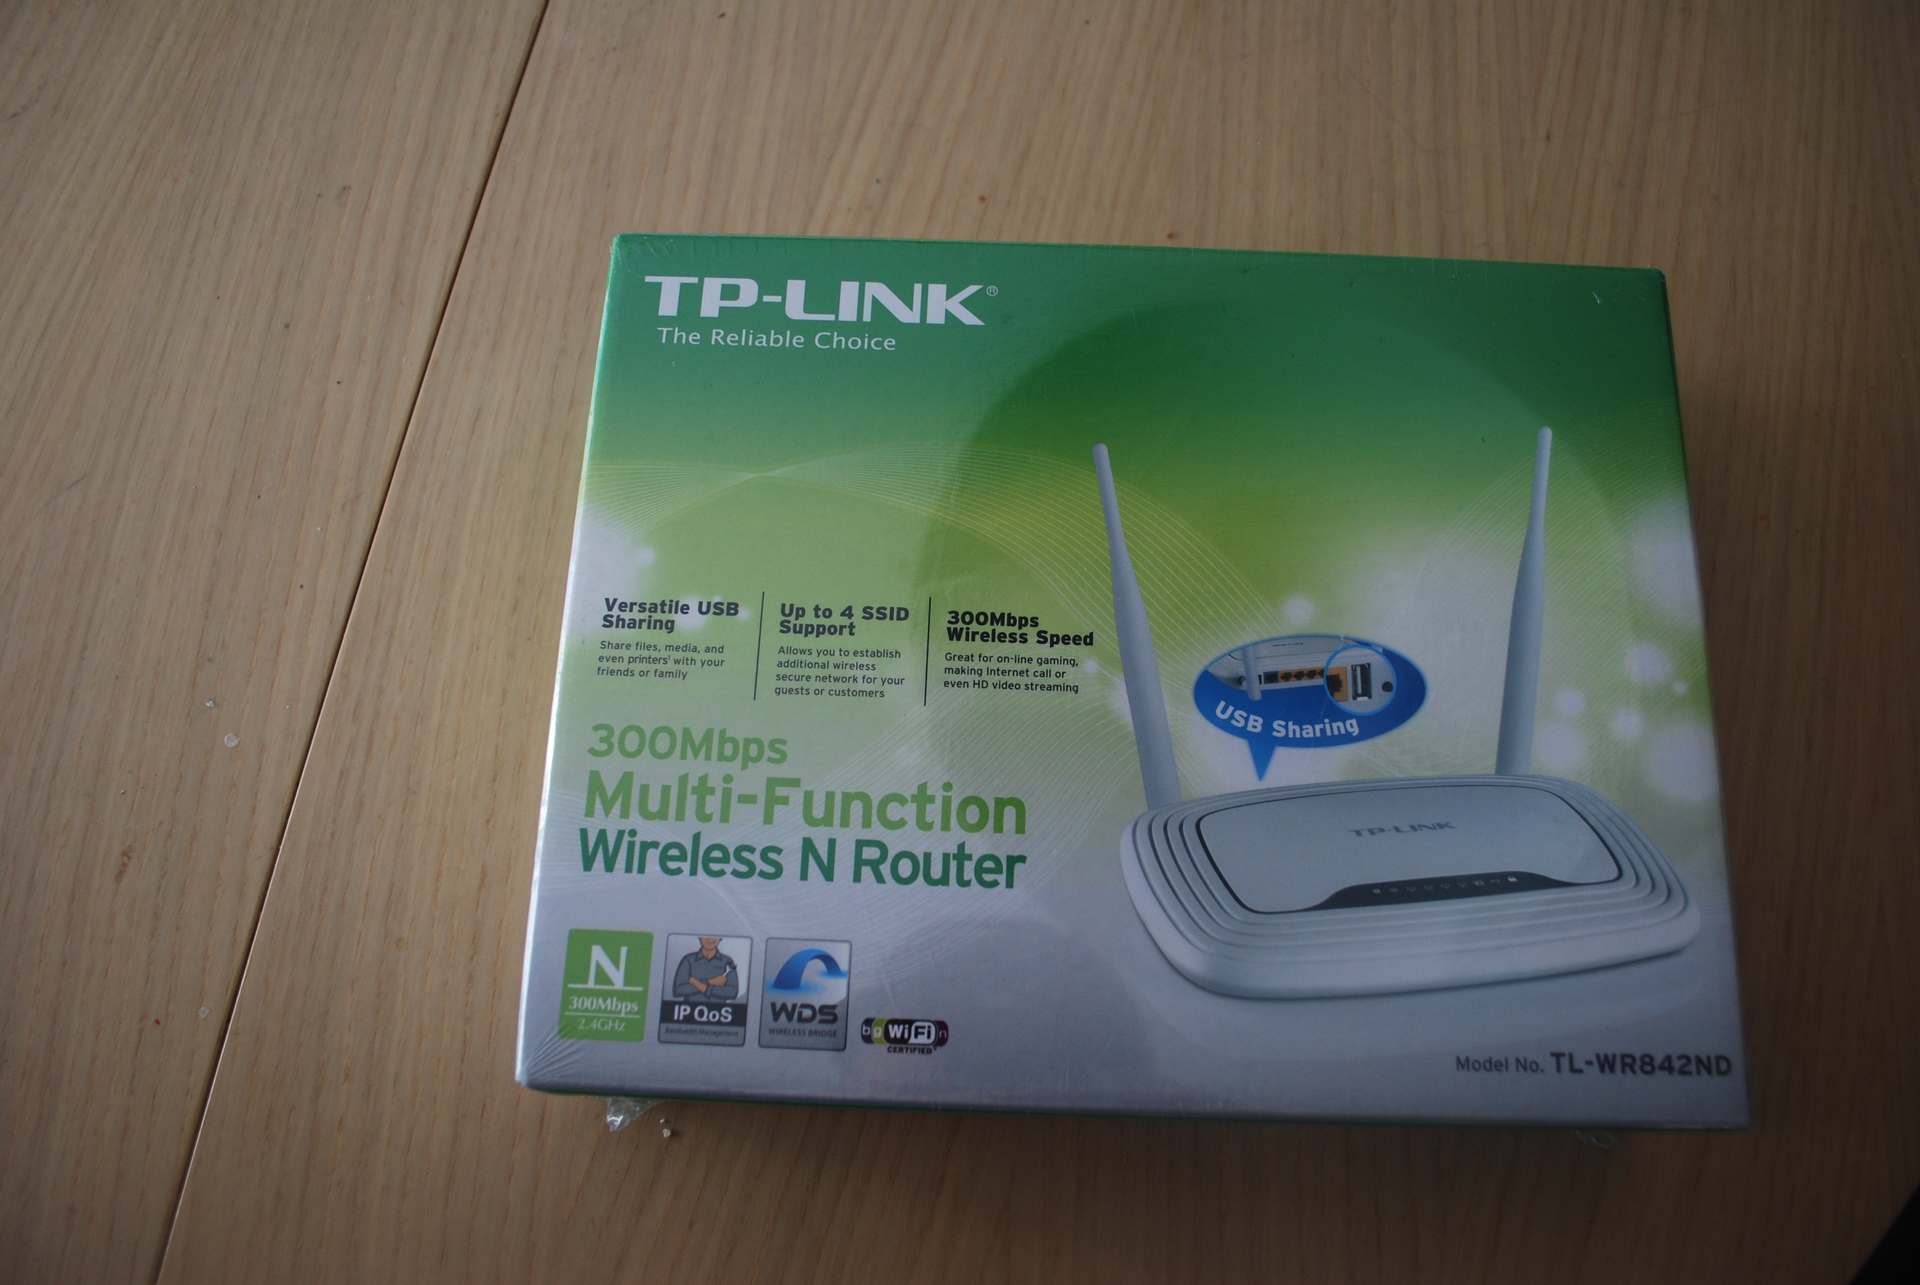 TP-LINK®
The Reliable Choice
Versatile USB
Sharing
Share files, media, and
even printers¹ with your
friends or family
Up to 4 SSID
Support
Allows you to establish
additional wireless
secure network for your
guests or customers
300Mbps
Wireless Speed
Great for on-line gaming,
making Internet call or
even HD video streaming
USB Sharing
300Mbps
Multi-Function
Wireless N Router
TP-LINK
N
300Mbps
2.4GHz
IP QoS
Bandwidth Management
WDS
WIRELESS BRIDGE
b g WiFi n
CERTIFIED
Model No. TL-WR842ND